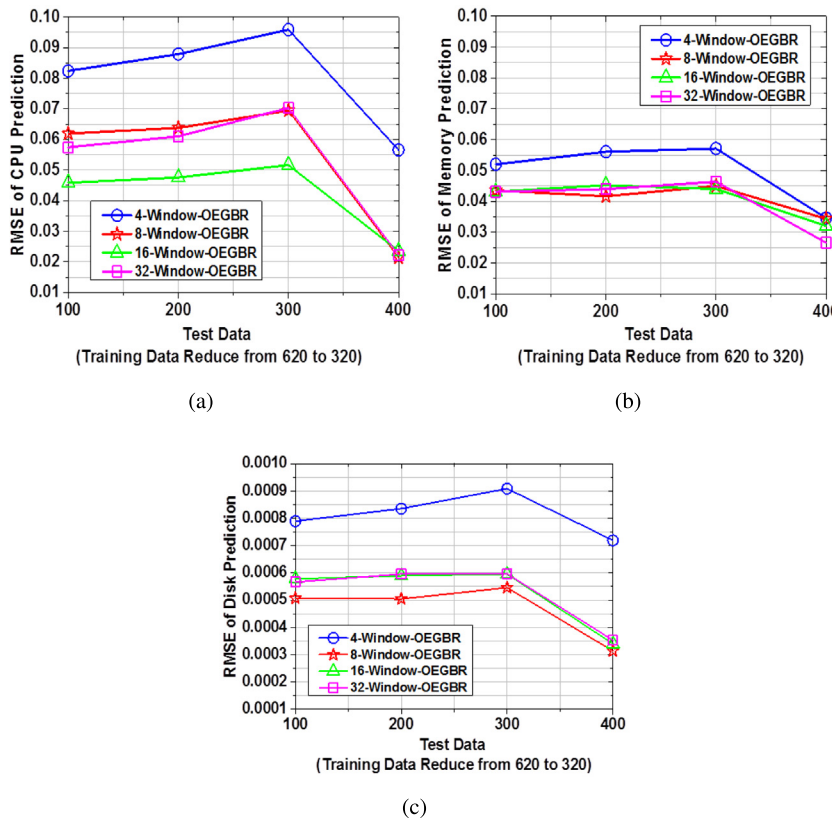 0.10
0.09
0.08
0.07
0.06
0.05
0.04
0.03
0.02
0.01
RMSE of CPU Prediction
4-Window-OEGBR
8-Window-OEGBR
16-Window-OEGBR
32-Window-OEGBR
100 200 300 400
Test Data
(Training Data Reduce from 620 to 320)
(a)
0.10
0.09
0.08
0.07
0.06
0.05
0.04
0.03
0.02
0.01
RMSE of Memory Prediction
4-Window-OEGBR
8-Window-OEGBR
16-Window-OEGBR
32-Window-OEGBR
100 200 300 400
Test Data
(Training Data Reduce from 620 to 320)
(b)
0.0010
0.0009
0.0008
0.0007
0.0006
0.0005
0.0004
0.0003
0.0002
0.0001
RMSE of Disk Prediction
4-Window-OEGBR
8-Window-OEGBR
16-Window-OEGBR
32-Window-OEGBR
100 200 300 400
Test Data
(Training Data Reduce from 620 to 320)
(c)